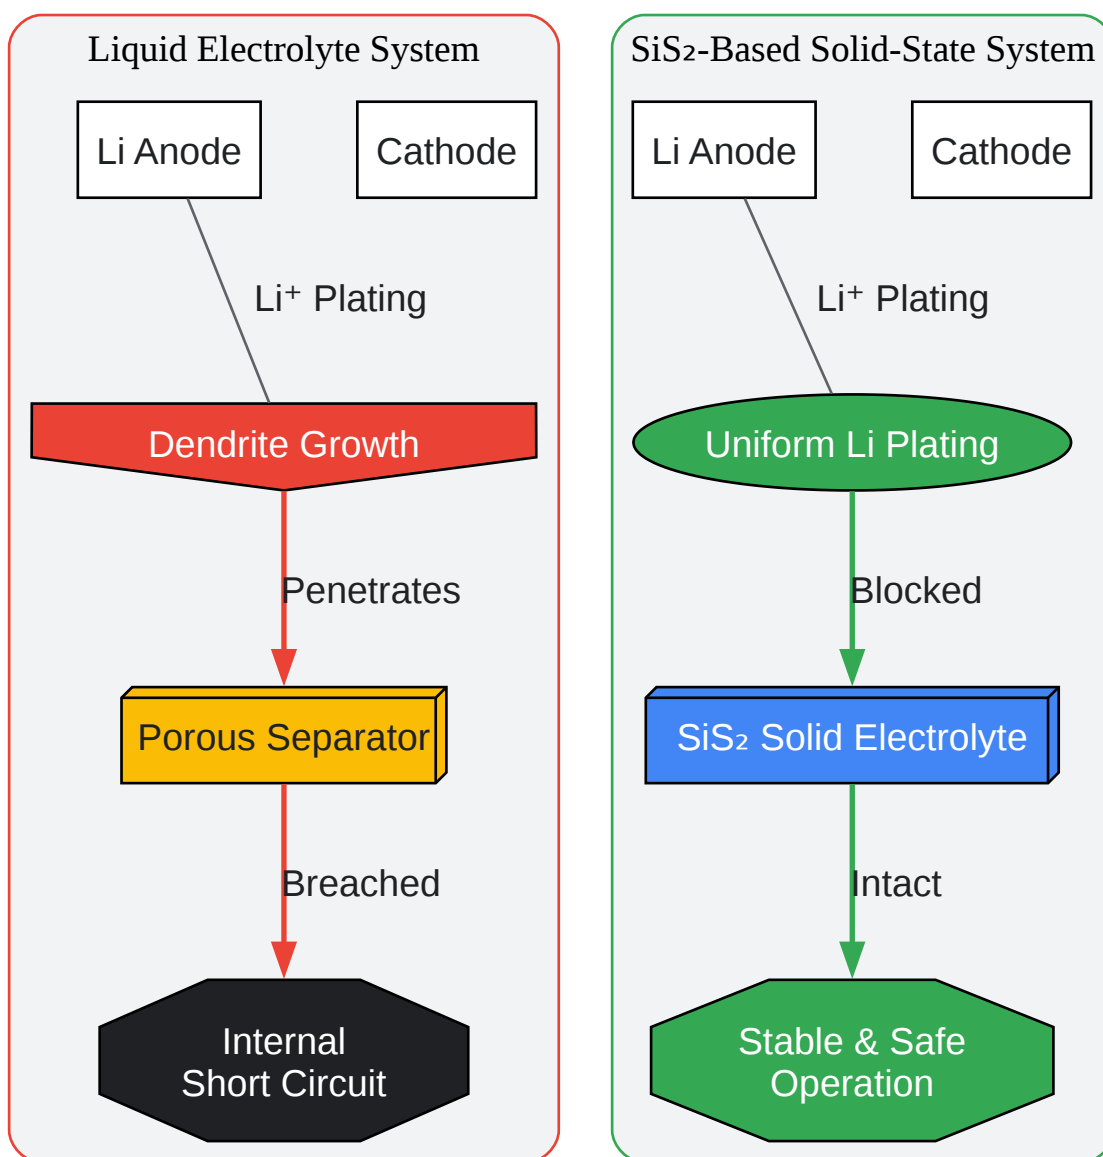 Liquid Electrolyte System
Li Anode
Cathode
Li⁺ Plating
Dendrite Growth
Penetrates
Porous Separator
Breached
Internal
Short Circuit
SiS₂-Based Solid-State System
Li Anode
Cathode
Li⁺ Plating
Uniform Li Plating
Blocked
SiS₂ Solid Electrolyte
Intact
Stable & Safe
Operation